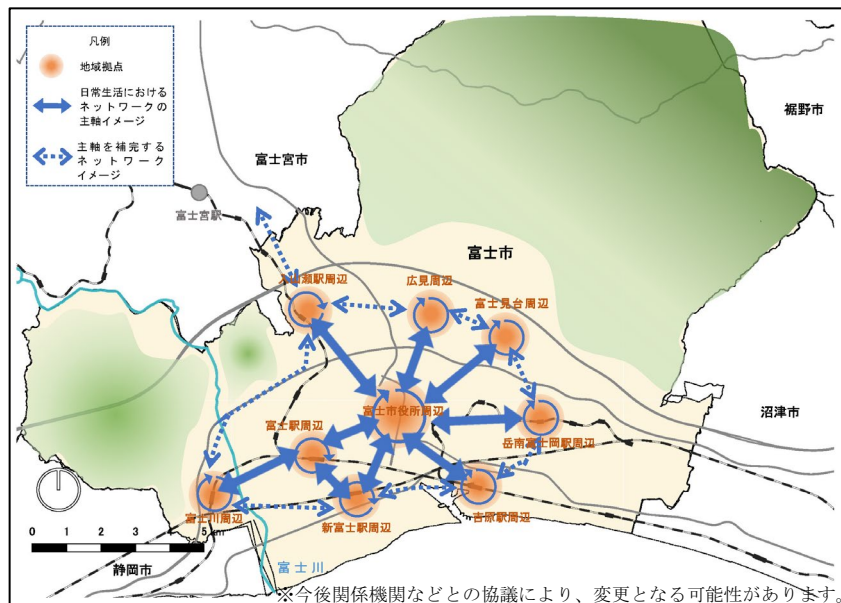 凡例
地域拠点
日常生活における
ネットワークの
主軸イメージ
主軸を補完する
ネットワーク
イメージ
裾野市
富士宮市
富士宮駅
富士市
瀬駅周辺
広見周辺
富士見台周辺
沼津市
富士市役所周辺
岳南富士岡駅周辺
富士駅周辺
富士川周辺
新富士駅周辺
吉原駅周辺
0 1 2 3 4 5
静岡市
富士川
※今後関係機関などとの協議により、変更となる可能性があります。